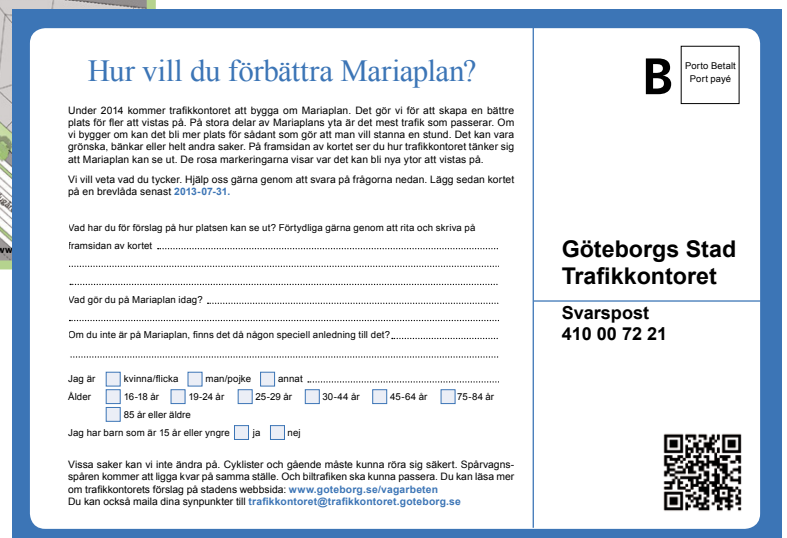 Hur vill du förbättra Mariaplan?
Under 2014 kommer trafikkontoret att bygga om Mariaplan. Det gör vi för att skapa en bättre
plats för fler att vistas på. På stora delar av Mariaplans yta är det mest trafik som passerar. Om
vi bygger om kan det bli mer plats för sådant som gör att man vill stanna en stund. Det kan vara
grönska, bänkar eller helt andra saker. På framsidan av kortet ser du hur trafikkontoret tänker sig
att Mariaplan kan se ut. De rosa markeringarna visar var det kan bli nya ytor att vistas på.
Vi vill veta vad du tycker. Hjälp oss gärna genom att svara på frågorna nedan. Lägg sedan kortet
på en brevlåda senast 2013-07-31.
Vad har du för förslag på hur platsen kan se ut? Förtydliga gärna genom att rita och skriva på
framsidan av kortet
Vad gör du på Mariaplan idag?
Om du inte är på Mariaplan, finns det då någon speciell anledning till det?
Jag är kvinna/flicka man/pojke annat
Ålder 16-18 år 19-24 år 25-29 år 30-44 år 45-64 år 75-84 år
85 år eller äldre
Jag har barn som är 15 år eller yngre ja nej
Vissa saker kan vi inte ändra på. Cyklister och gående måste kunna röra sig säkert. Spårvagns-
spåren kommer att ligga kvar på samma ställe. Och biltrafiken ska kunna passera. Du kan läsa mer
om trafikkontorets förslag på stadens webbsida: www.goteborg.se/vagarbeten
Du kan också maila dina synpunkter till trafikkontoret@trafikkontoret.goteborg.se
B
Porto Betalt
Port payé
Göteborgs Stad
Trafikkontoret
Svarspost
410 00 72 21